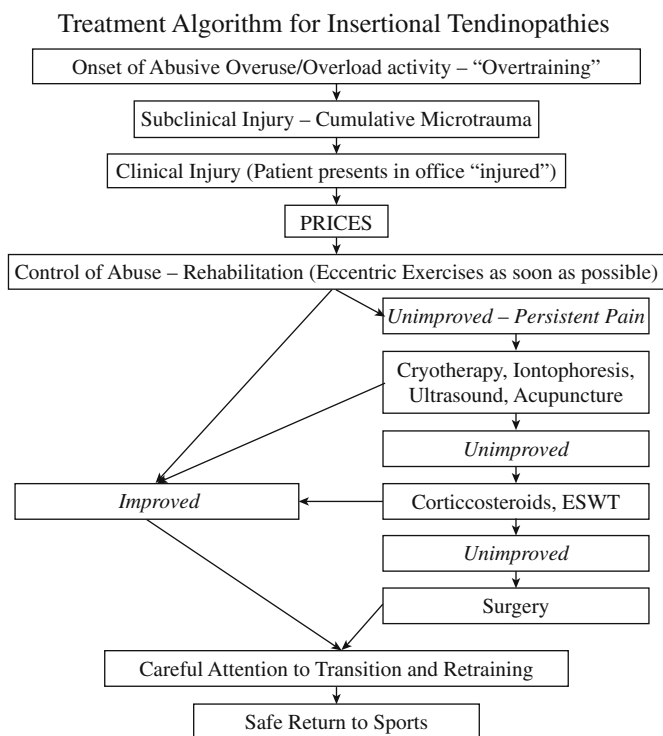 Treatment Algorithm for Insertional Tendinopathies
Onset of Abusive Overuse/Overload activity – “Overtraining”
Subclinical Injury – Cumulative Microtrauma
Clinical Injury (Patient presents in office “injured”)
PRICES
Control of Abuse – Rehabilitation (Eccentric Exercises as soon as possible)
Unimproved – Persistent Pain
Cryotherapy, Iontophoresis,
Ultrasound, Acupuncture
Unimproved
Improved
Corticcosteroids, ESWT
Unimproved
Surgery
Careful Attention to Transition and Retraining
Safe Return to Sports